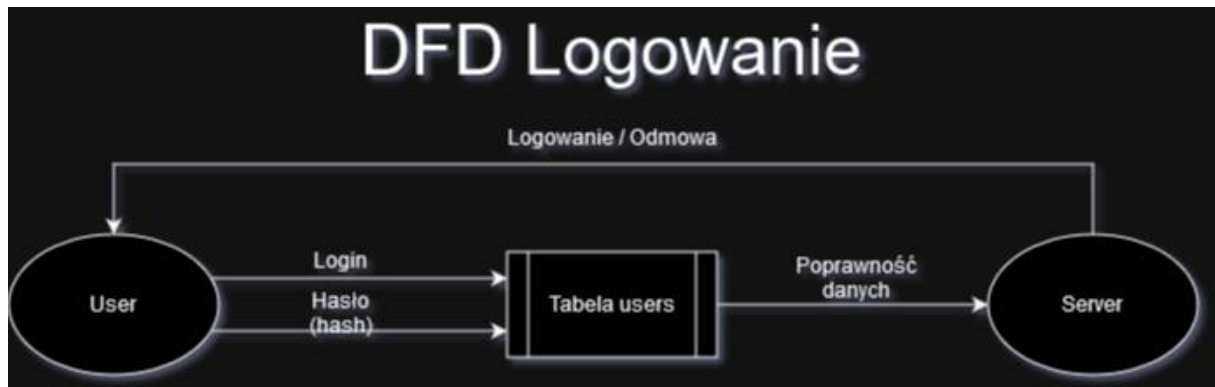 DFD Logowanie
Logowanie / Odmowa
User
Login
Hasło
(hash)
Tabela users
Poprawność
danych
Server